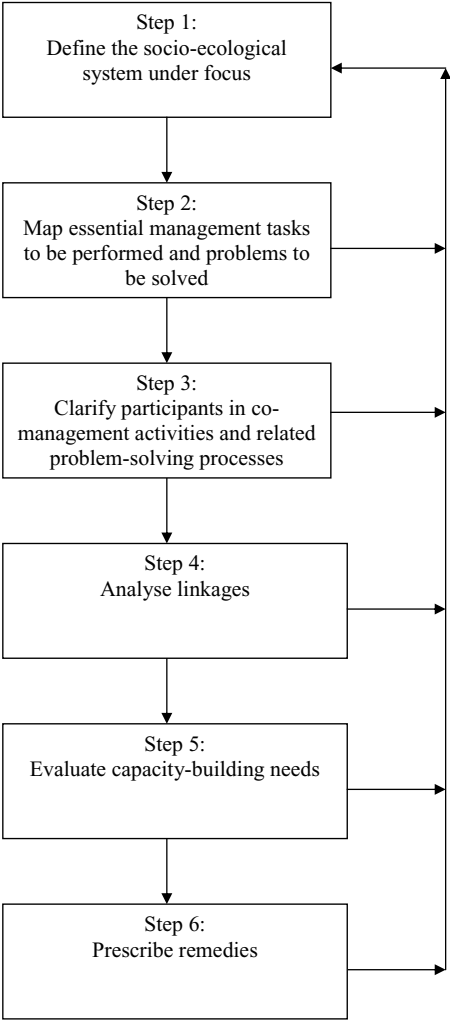 Step 1:
Define the socio-ecological
system under focus
Step 2:
Map essential management tasks
to be performed and problems to
be solved
Step 3:
Clarify participants in co-
management activities and related
problem-solving processes
Step 4:
Analyse linkages
Step 5:
Evaluate capacity-building needs
Step 6:
Prescribe remedies